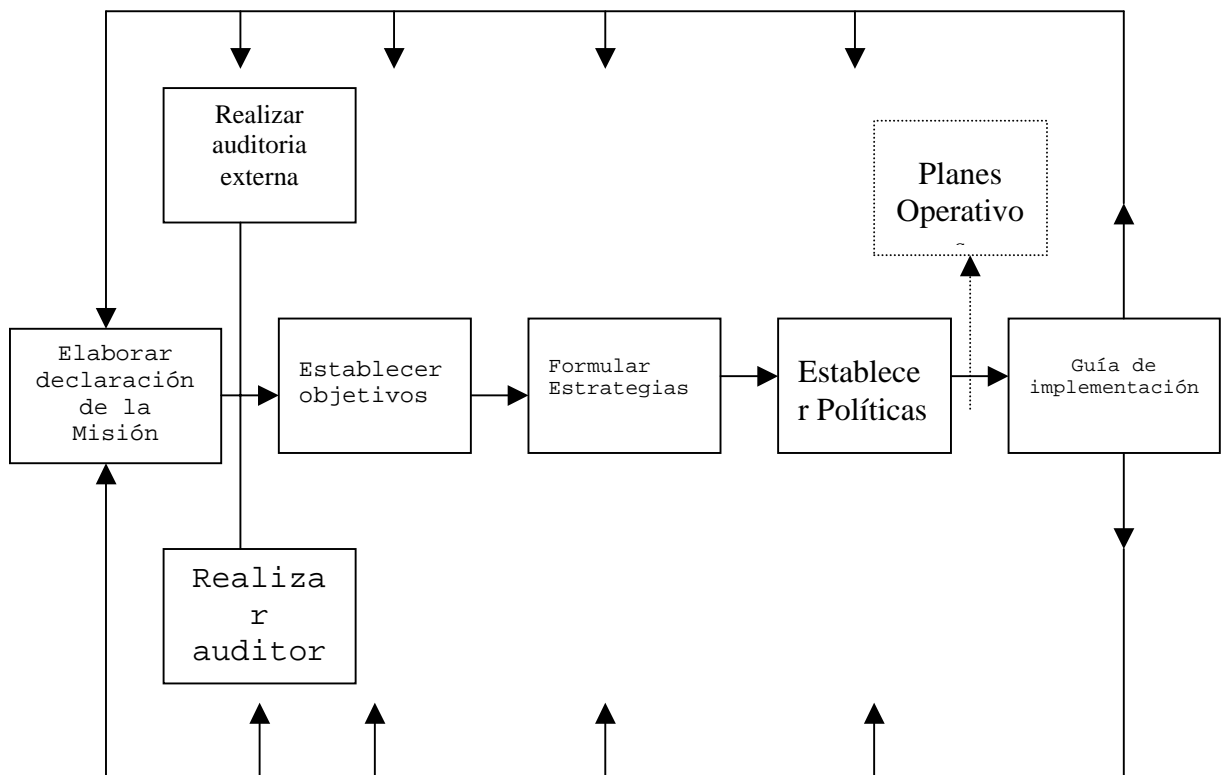 Realizar
auditoria
externa
Planes
Operativo
Elaborar
declaración
de la
Misión
Establecer
objetivos
Formular
Estrategias
Establece
r Políticas
Guía de
implementación
Realiza
r
auditor